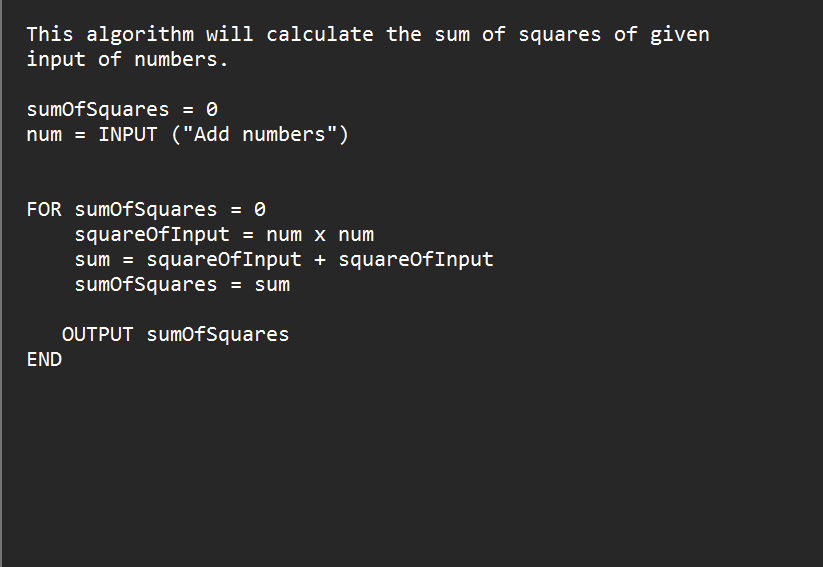 This algorithm will calculate the sum of squares of given
input of numbers.
sumOfSquares = 0
num = INPUT ("Add numbers")
FOR sumOfSquares = 0
squareOfInput = num x num
sum = squareOfInput + squareOfInput
sumOfSquares = sum
OUTPUT sumOfSquares
END